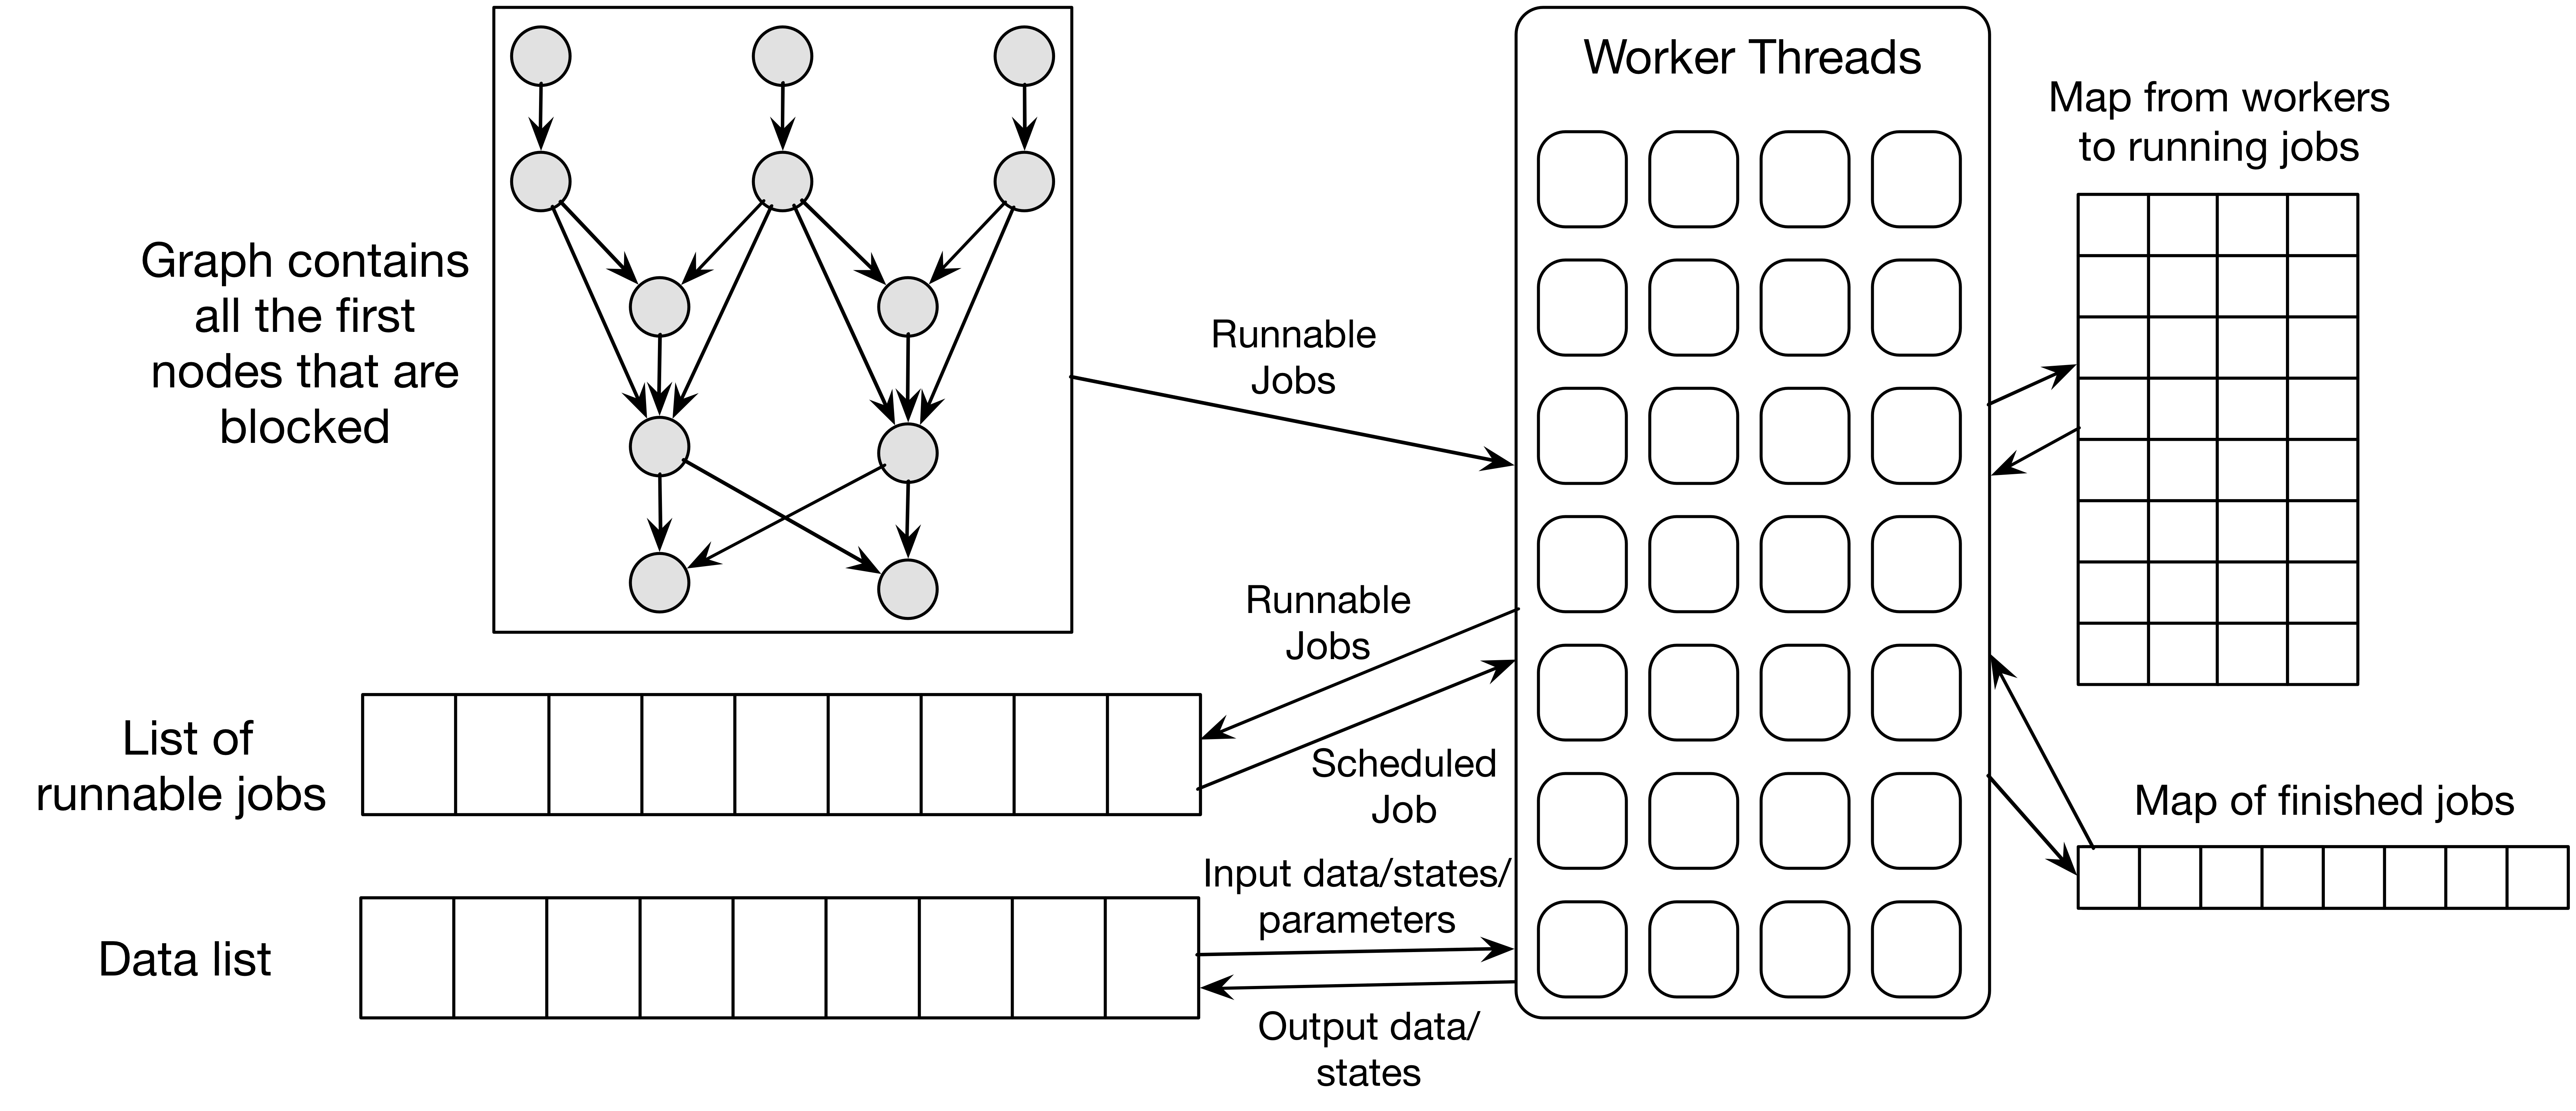 Graph contains
all the first
nodes that are
blocked
Runnable
Jobs
Worker Threads
Map from workers
to running jobs
Runnable
Jobs
List of
runnable jobs
Scheduled
Job
Map of finished jobs
Data list
Input data/states/
parameters
Output data/
states